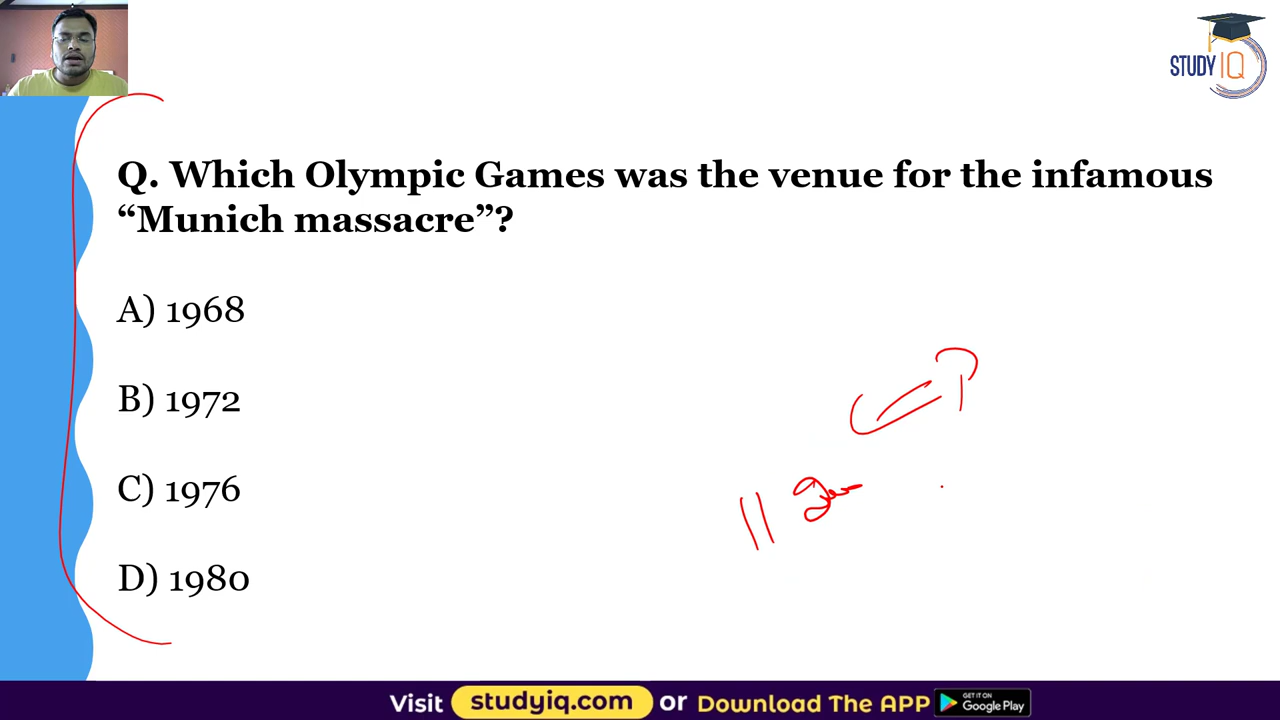 STUDY IQ
Q. Which Olympic Games was the venue for the infamous
“Munich massacre”?
A) 1968
B) 1972
C) 1976
D) 1980
11
Visit studyiq.com or Download The APP GET IT ON Google Play